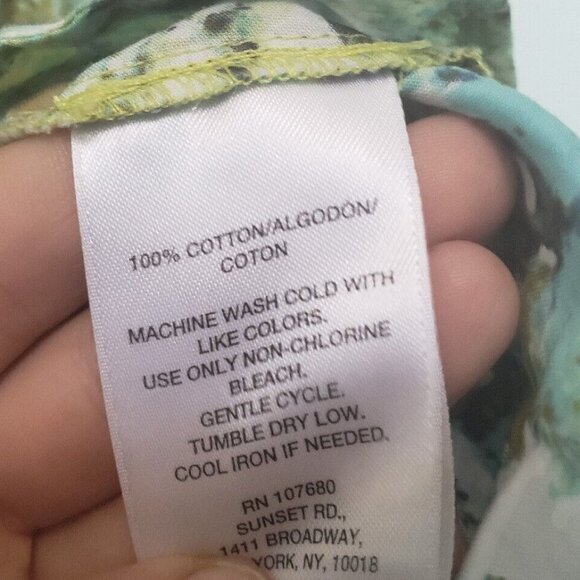 100% COTTON/ALGODÓN/
COTON
MACHINE WASH COLD WITH
LIKE COLORS.
USE ONLY NON-CHLORINE
BLEACH.
GENTLE CYCLE.
TUMBLE DRY LOW.
COOL IRON IF NEEDED.
RN 107680
SUNSET RD.,
1411 BROADWAY,
YORK, NY, 10018